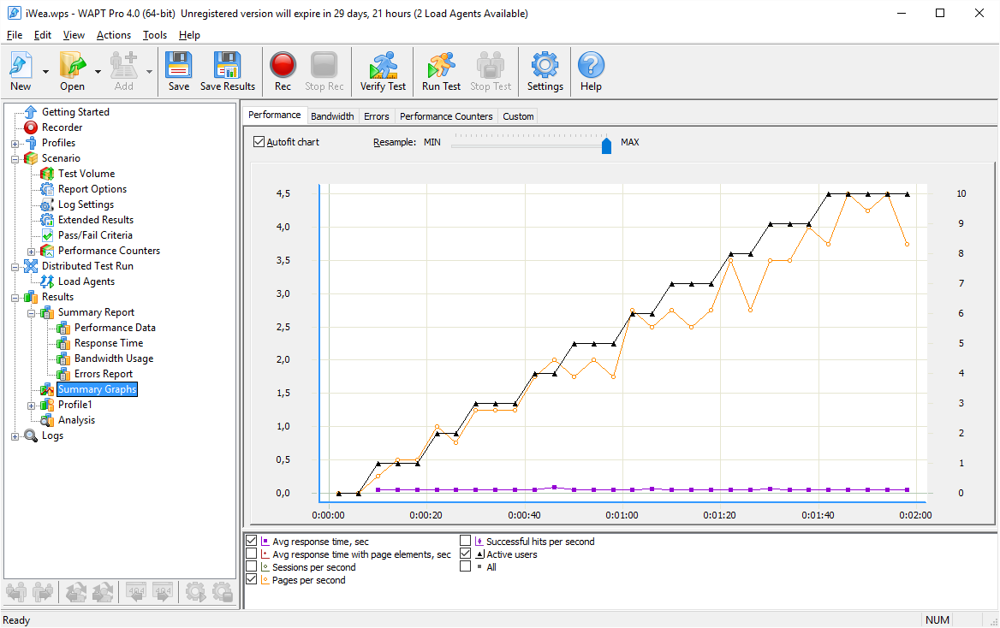 iWea.wps - WAPT Pro 4.0 (64-bit)  Unregistered version will expire in 29 days, 21 hours (2 Load Agents Available)
File Edit View Actions Tools Help
New Open Add Save Save Results Rec Stop Rec Verify Test Run Test Stop Test Settings Help
Getting Started
Recorder
Profiles
Scenario
Test Volume
Report Options
Log Settings
Extended Results
Pass/Fail Criteria
Performance Counters
Distributed Test Run
Load Agents
Results
Summary Report
Performance Data
Response Time
Bandwidth Usage
Errors Report
Summary Graphs
Profile1
Analysis
Logs
404 404
Performance Bandwidth Errors Performance Counters Custom
Autofit chart Resample: MIN MAX
4,5 10
4,0 9
3,5 8
3,0 7
2,5 6
2,0 5
1,5 4
1,0 3
0,5 2
0,0 1
0
0:00:00 0:00:20 0:00:40 0:01:00 0:01:20 0:01:40 0:02:00
Avg response time, sec Successful hits per second
Avg response time with page elements, sec Active users
Sessions per second All
Pages per second
Ready NUM